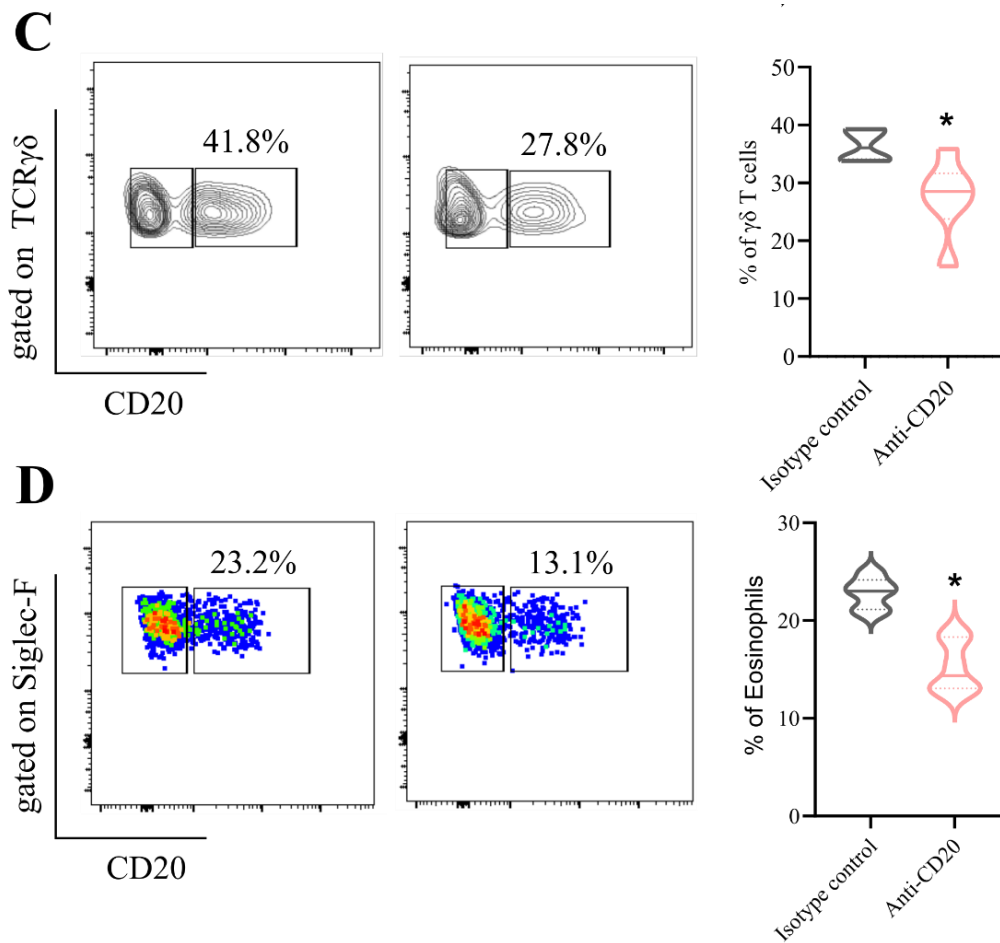 C
gated on TCRγδ
41.8%
27.8%
CD20
% of γδ T cells
50
40
30
20
10
0
*
Isotype control
Anti-CD20
D
gated on Siglec-F
23.2%
13.1%
CD20
% of Eosinophils
30
20
10
0
*
Isotype control
Anti-CD20